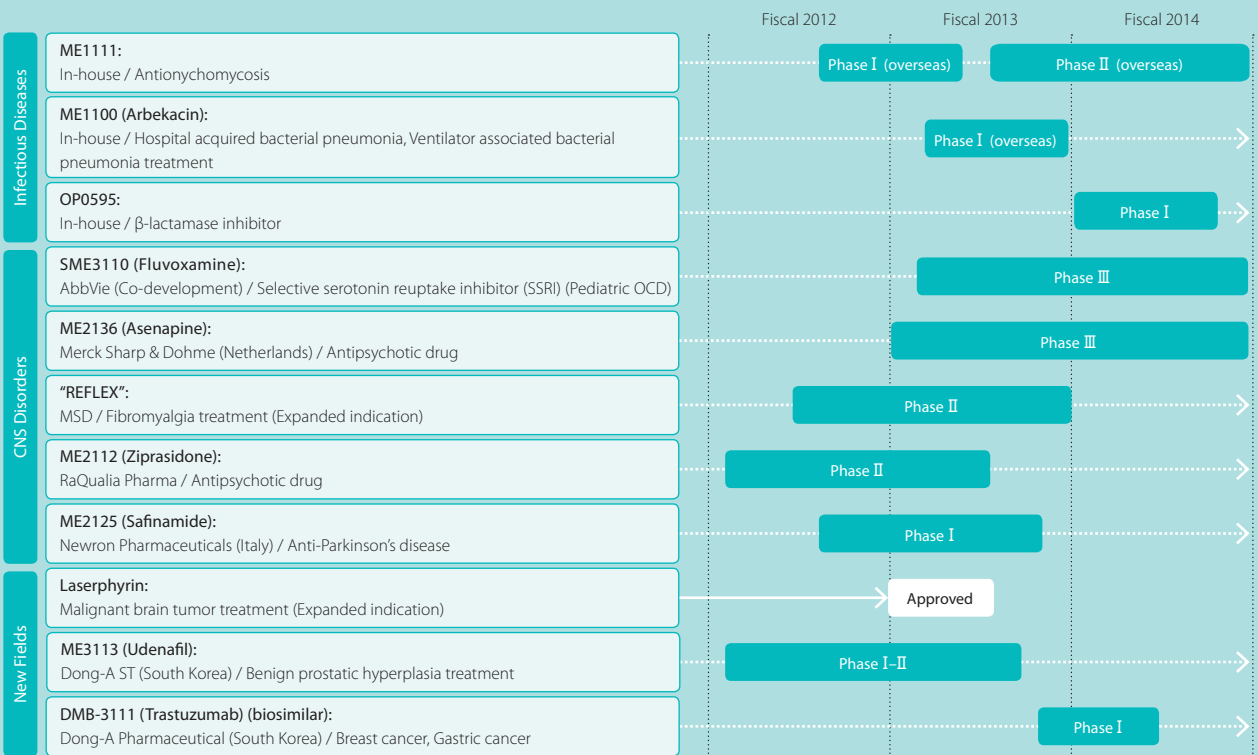 Fiscal 2012
Fiscal 2013
Fiscal 2014
Infectious Diseases
ME1111:
In-house / Antionychomycosis
Phase I (overseas)
Phase II (overseas)
ME1100 (Arbekacin):
In-house / Hospital acquired bacterial pneumonia, Ventilator associated bacterial
pneumonia treatment
Phase I (overseas)
OP0595:
In-house / β-lactamase inhibitor
Phase I
CNS Disorders
SME3110 (Fluvoxamine):
AbbVie (Co-development) / Selective serotonin reuptake inhibitor (SSRI) (Pediatric OCD)
Phase III
ME2136 (Asenapine):
Merck Sharp & Dohme (Netherlands) / Antipsychotic drug
Phase III
“REFLEX”:
MSD / Fibromyalgia treatment (Expanded indication)
Phase II
ME2112 (Ziprasidone):
RaQualia Pharma / Antipsychotic drug
Phase II
ME2125 (Safinamide):
Newron Pharmaceuticals (Italy) / Anti-Parkinson’s disease
Phase I
New Fields
Laserphyrin:
Malignant brain tumor treatment (Expanded indication)
Approved
ME3113 (Udenafil):
Dong-A ST (South Korea) / Benign prostatic hyperplasia treatment
Phase I–II
DMB-3111 (Trastuzumab) (biosimilar):
Dong-A Pharmaceutical (South Korea) / Breast cancer, Gastric cancer
Phase I